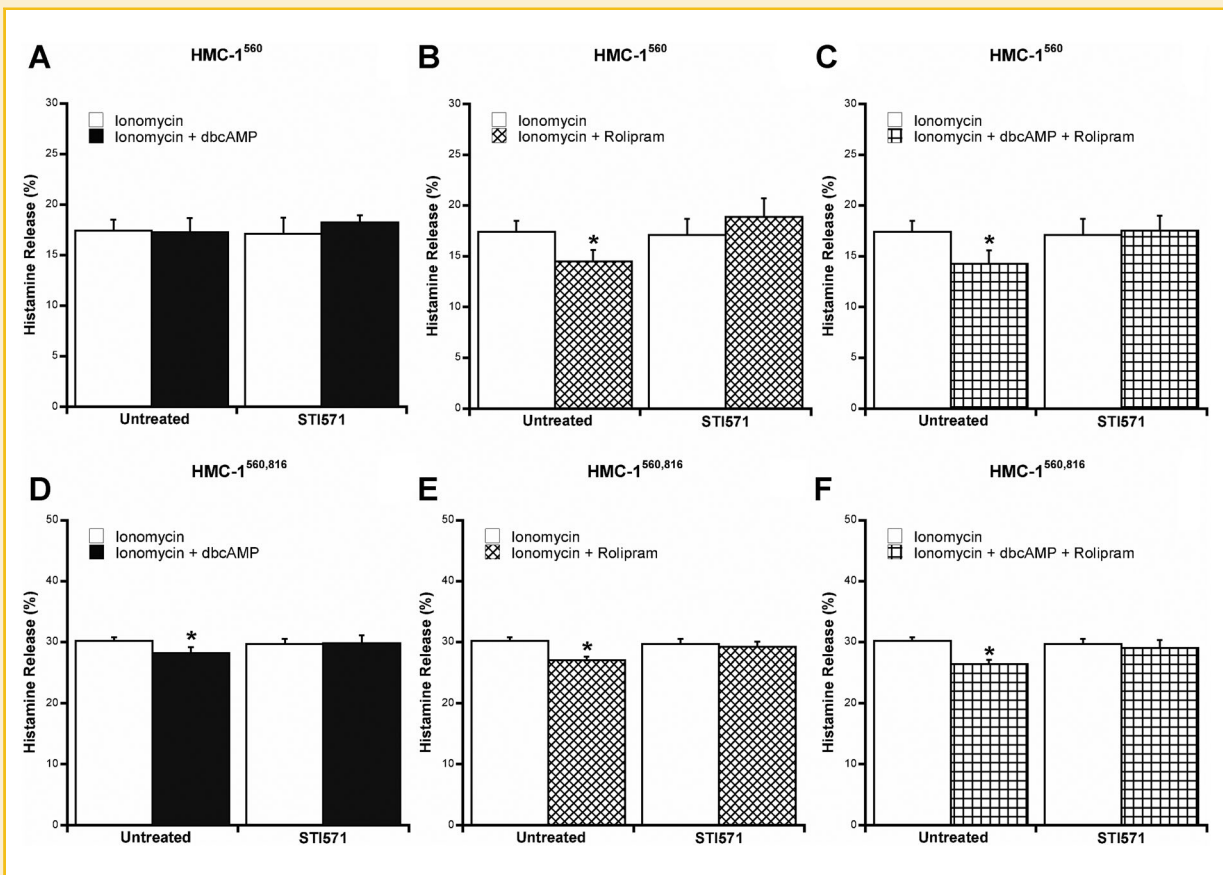 A
HMC-1⁵⁶⁰
Ionomycin
Ionomycin + dbcAMP
Histamine Release (%)
30
25
20
15
10
5
0
Untreated
STI571
B
HMC-1⁵⁶⁰
Ionomycin
Ionomycin + Rolipram
Histamine Release (%)
30
25
20
15
10
5
0
*
Untreated
STI571
C
HMC-1⁵⁶⁰
Ionomycin
Ionomycin + dbcAMP + Rolipram
Histamine Release (%)
30
25
20
15
10
5
0
*
Untreated
STI571
D
HMC-1⁵⁶⁰,⁸¹⁶
Ionomycin
Ionomycin + dbcAMP
Histamine Release (%)
50
40
30
20
10
0
*
Untreated
STI571
E
HMC-1⁵⁶⁰,⁸¹⁶
Ionomycin
Ionomycin + Rolipram
Histamine Release (%)
50
40
30
20
10
0
*
Untreated
STI571
F
HMC-1⁵⁶⁰,⁸¹⁶
Ionomycin
Ionomycin + dbcAMP + Rolipram
Histamine Release (%)
50
40
30
20
10
0
*
Untreated
STI571